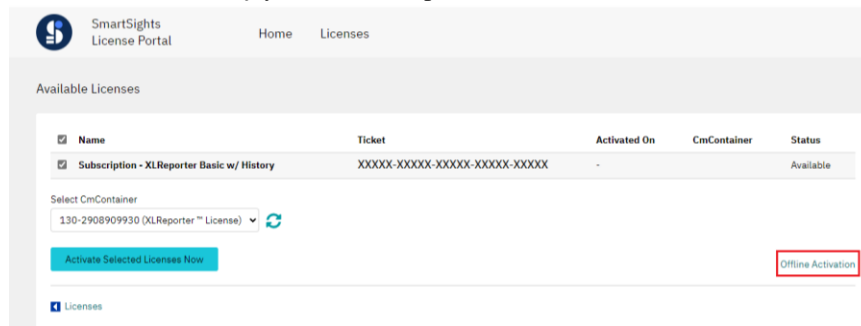 SmartSights
License Portal
Home Licenses
Available Licenses
Name Ticket Activated On CmContainer Status
Subscription - XLReporter Basic w/ History XXXXX-XXXXX-XXXXX-XXXXX-XXXXX - Available
Select CmContainer
130-2908909930 (XLReporter™ License)
Activate Selected Licenses Now
Offline Activation
Licenses